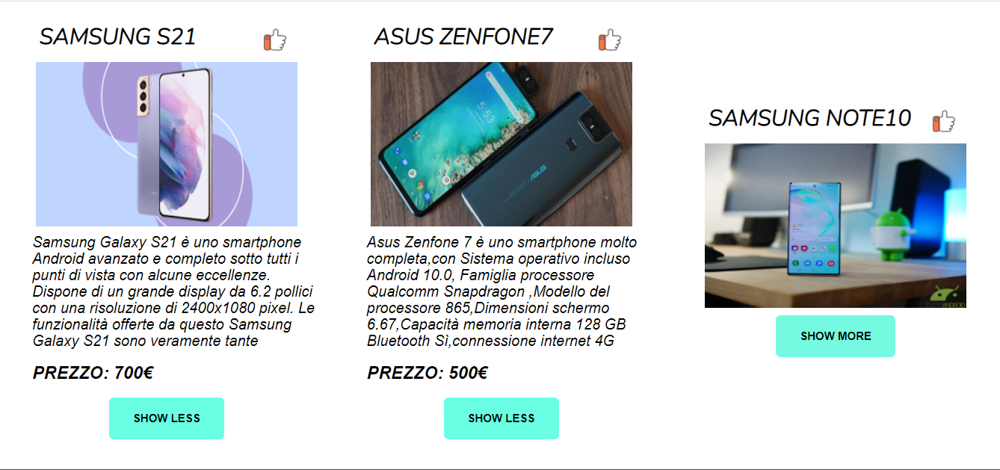 SAMSUNG S21
Samsung Galaxy S21 è uno smartphone
Android avanzato e completo sotto tutti i
punti di vista con alcune eccellenze.
Dispone di un grande display da 6.2 pollici
con una risoluzione di 2400x1080 pixel. Le
funzionalità offerte da questo Samsung
Galaxy S21 sono veramente tante
PREZZO: 700€
SHOW LESS
ASUS ZENFONE7
5:53
ASUS
Asus Zenfone 7 è uno smartphone molto
completa,con Sistema operativo incluso
Android 10.0, Famiglia processore
Qualcomm Snapdragon ,Modello del
processore 865,Dimensioni schermo
6.67,Capacità memoria interna 128 GB
Bluetooth Sì,connessione internet 4G
PREZZO: 500€
SHOW LESS
SAMSUNG NOTE10
TUTTOANDROID
SHOW MORE